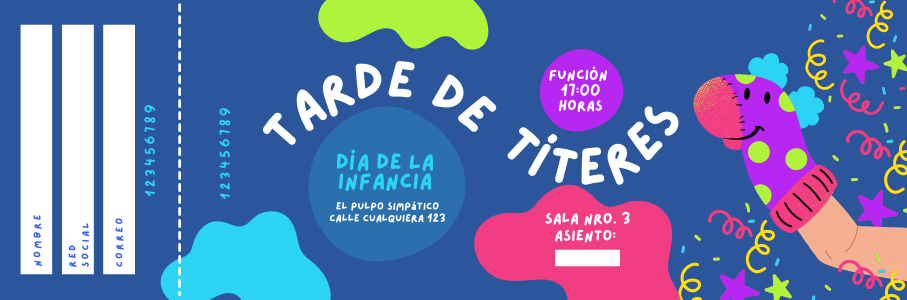 NOMBRE
RED
SOCIAL
CORREO
123456789
123456789
TARDE DE TÍTERES
FUNCIÓN
17:00
HORAS
DÍA DE LA
INFANCIA
EL PULPO SIMPÁTICO
CALLE CUALQUIERA 123
SALA NRO. 3
ASIENTO: